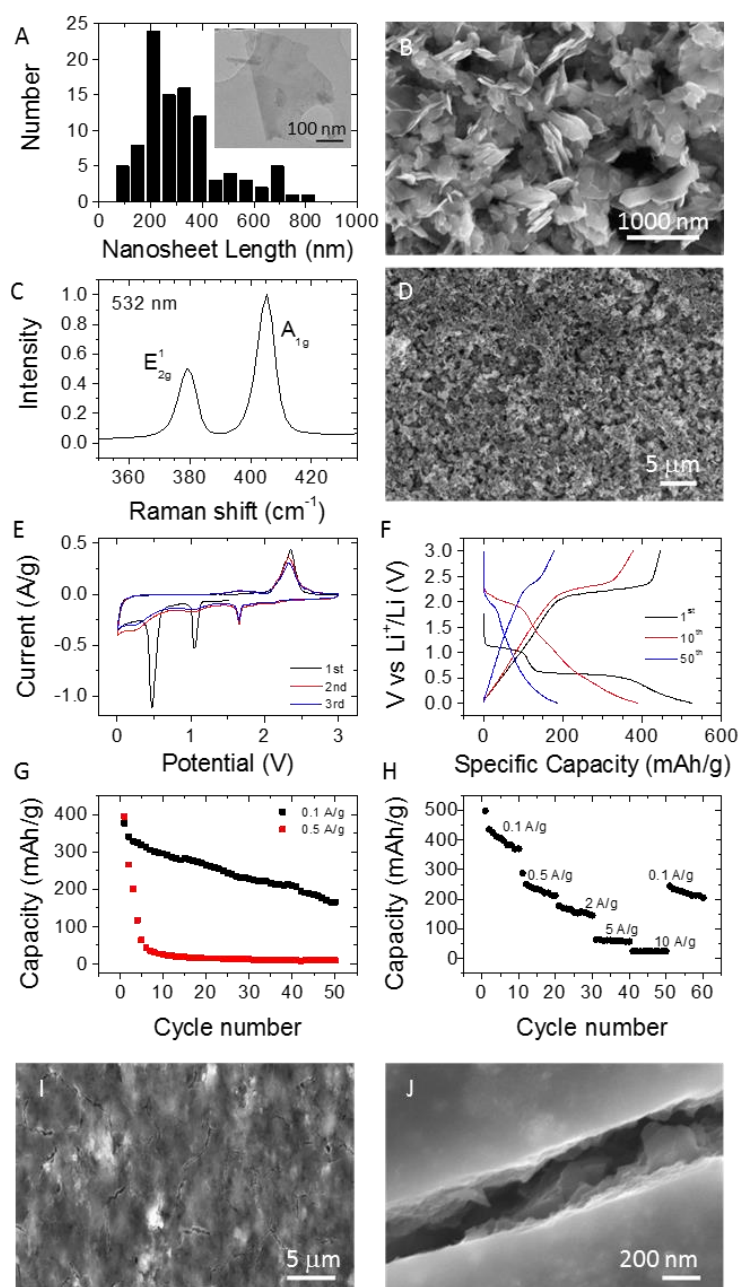 A
25
20
15
10
5
0
Number
0 200 400 600 800 1000
Nanosheet Length (nm)
100 nm
B
1000 nm
C
532 nm
1.0
0.8
0.6
0.4
0.2
0.0
Intensity
E¹2g
A1g
360 380 400 420
Raman shift (cm⁻¹)
D
5 μm
E
0.5
0.0
-0.5
-1.0
Current (A/g)
1st
2nd
3rd
0 1 2 3
Potential (V)
F
3.0
2.5
2.0
1.5
1.0
0.5
0.0
V vs Li⁺/Li (V)
1st
10th
50th
0 200 400 600
Specific Capacity (mAh/g)
G
400
300
200
100
0
Capacity (mAh/g)
0.1 A/g
0.5 A/g
0 10 20 30 40 50
Cycle number
H
500
400
300
200
100
0
Capacity (mAh/g)
0.1 A/g
0.5 A/g
2 A/g
5 A/g
10 A/g
0.1 A/g
0 10 20 30 40 50 60
Cycle number
I
5 μm
J
200 nm